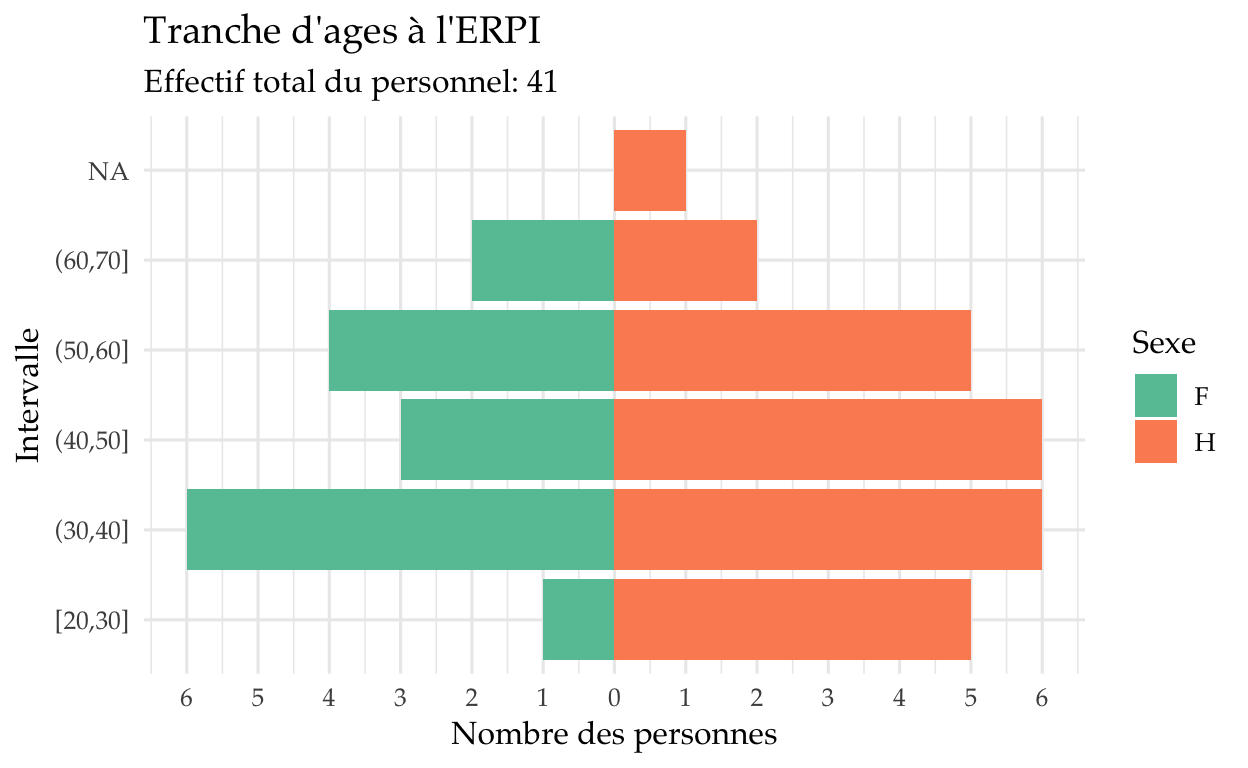 Tranche d'ages à l'ERPI
Effectif total du personnel: 41
NA
(60,70]
(50,60]
(40,50]
(30,40]
[20,30]
Intervalle
6 5 4 3 2 1 0 1 2 3 4 5 6
Nombre des personnes
Sexe
F
H